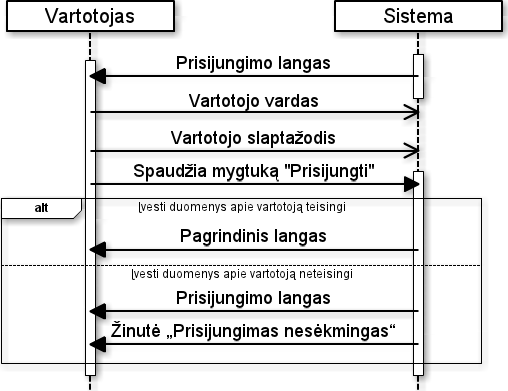 Vartotojas
Sistema
Prisijungimo langas
Vartotojo vardas
Vartotojo slaptažodis
Spaudžia mygtuką "Prisijungti"
alt
Įvesti duomenys apie vartotoją teisingi
Pagrindinis langas
Įvesti duomenys apie vartotoją neteisingi
Prisijungimo langas
Žinutė „Prisijungimas nesėkmingas“